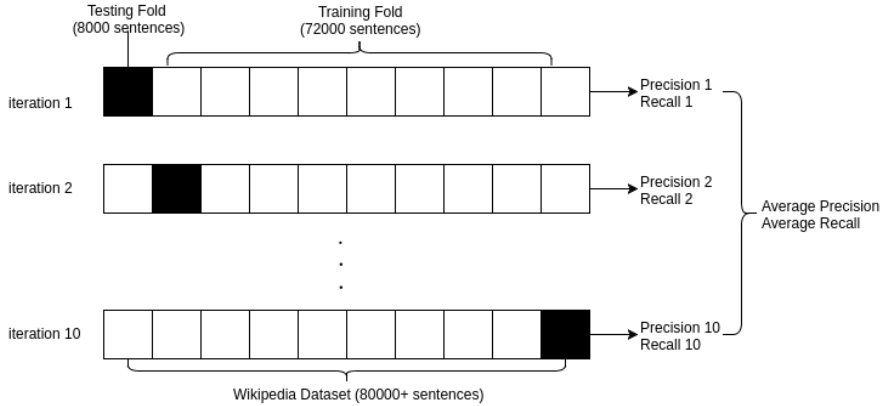 Testing Fold
(8000 sentences)
Training Fold
(72000 sentences)
iteration 1
Precision 1
Recall 1
iteration 2
Precision 2
Recall 2
Average Precision
Average Recall
iteration 10
Precision 10
Recall 10
Wikipedia Dataset (80000+ sentences)